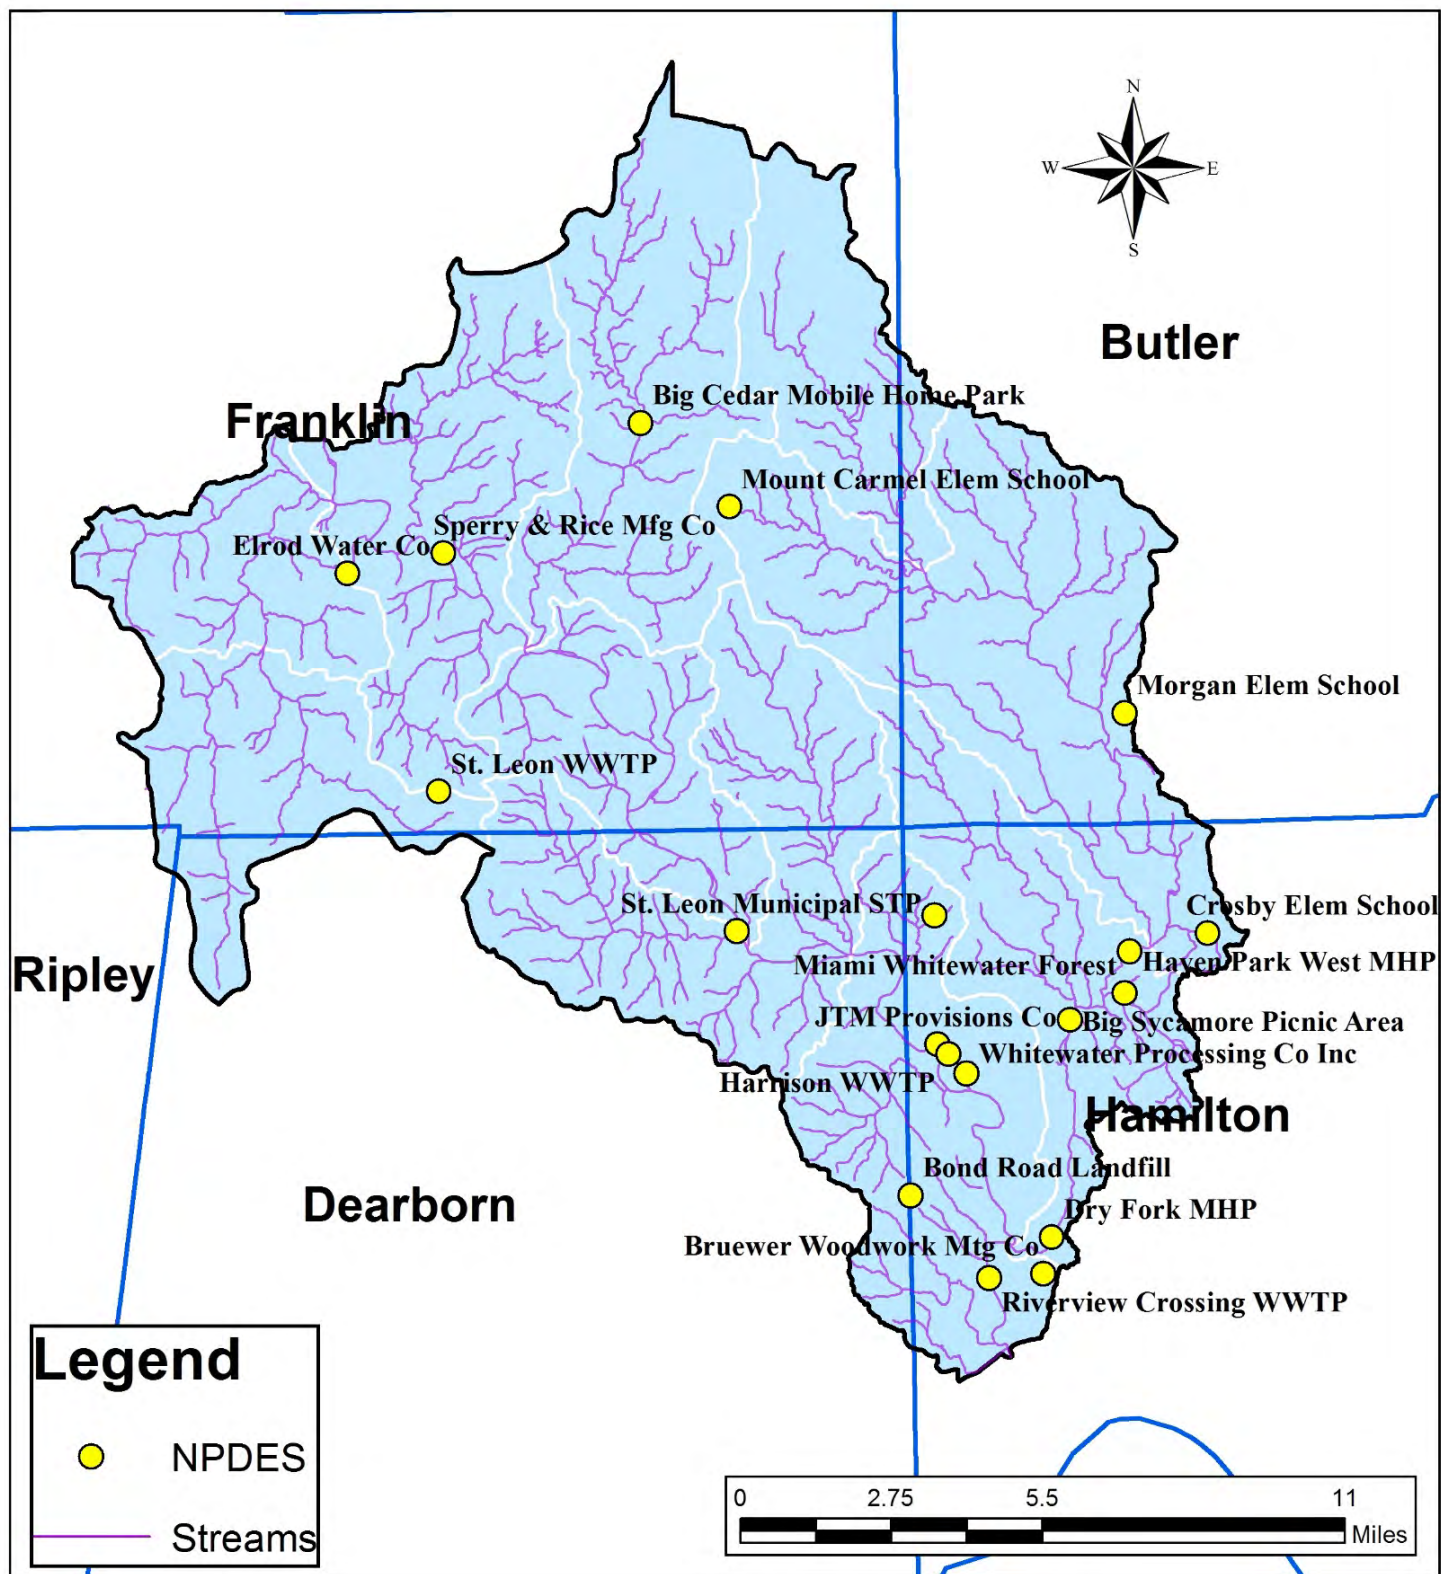 N
W
E
S
Butler
Big Cedar Mobile Home Park
Franklin
Mount Carmel Elem School
Sperry & Rice Mfg Co
Elrod Water Co
Morgan Elem School
St. Leon WWTP
St. Leon Municipal STP
Crosby Elem School
Ripley
Miami Whitewater Forest
Haven Park West MHP
JTM Provisions Co
Big Sycamore Picnic Area
Whitewater Processing Co Inc
Harrison WWTP
Hamilton
Bond Road Landfill
Dearborn
Dry Fork MHP
Bruewer Woodwork Mtg Co
Riverview Crossing WWTP
Legend
NPDES
Streams
0 2.75 5.5 11
Miles